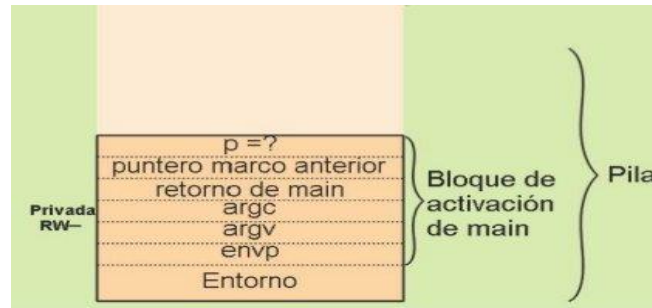 p =?
puntero marco anterior
retorno de main
argc
argv
envp
Entorno
Privada
RW–
Bloque de
activación
de main
Pila